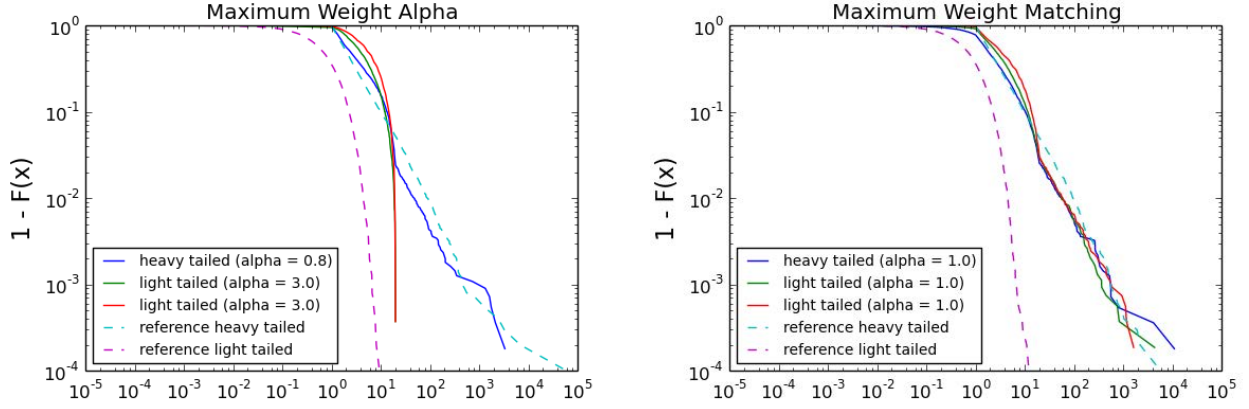 Maximum Weight Alpha
1 - F(x)
10^0
10^-1
10^-2
10^-3
10^-4
heavy tailed (alpha = 0.8)
light tailed (alpha = 3.0)
light tailed (alpha = 3.0)
reference heavy tailed
reference light tailed
10^-5 10^-4 10^-3 10^-2 10^-1 10^0 10^1 10^2 10^3 10^4 10^5
Maximum Weight Matching
1 - F(x)
10^0
10^-1
10^-2
10^-3
10^-4
heavy tailed (alpha = 1.0)
light tailed (alpha = 1.0)
light tailed (alpha = 1.0)
reference heavy tailed
reference light tailed
10^-5 10^-4 10^-3 10^-2 10^-1 10^0 10^1 10^2 10^3 10^4 10^5